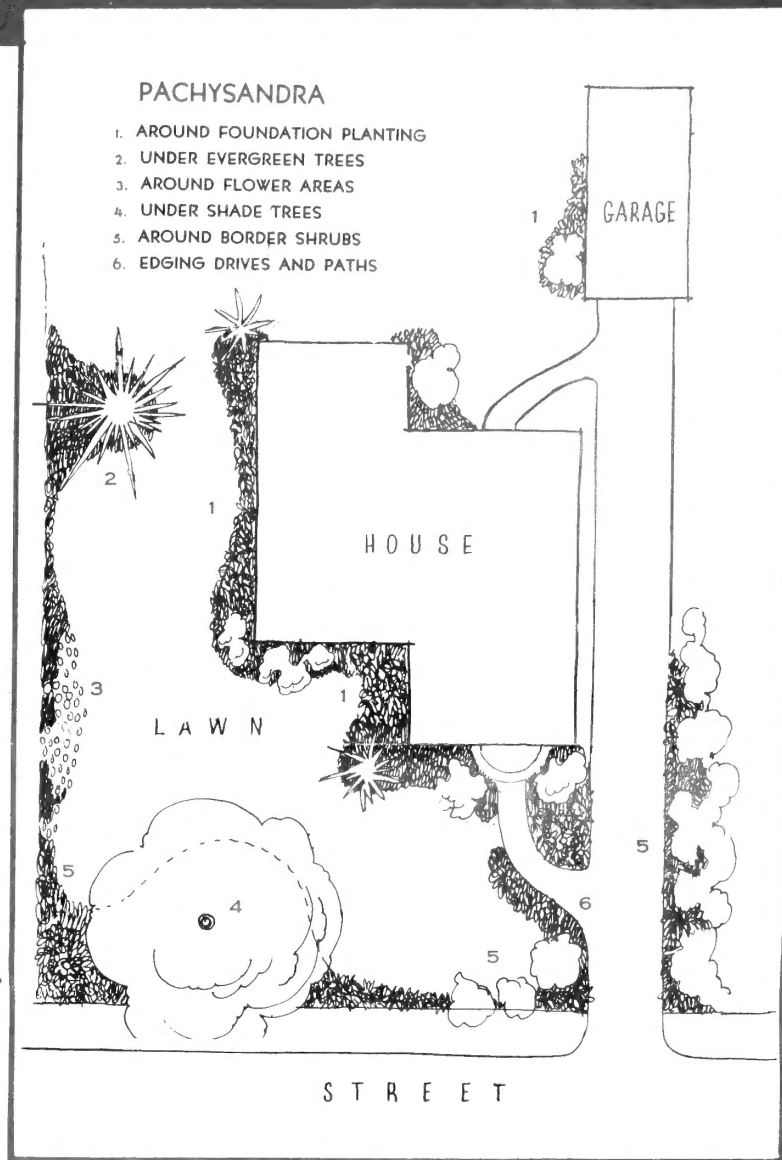 PACHYSANDRA
1. AROUND FOUNDATION PLANTING
2. UNDER EVERGREEN TREES
3. AROUND FLOWER AREAS
4. UNDER SHADE TREES
5. AROUND BORDER SHRUBS
6. EDGING DRIVES AND PATHS
1
GARAGE
2
1
HOUSE
3
1
LAWN
5
5
4
6
5
STREET